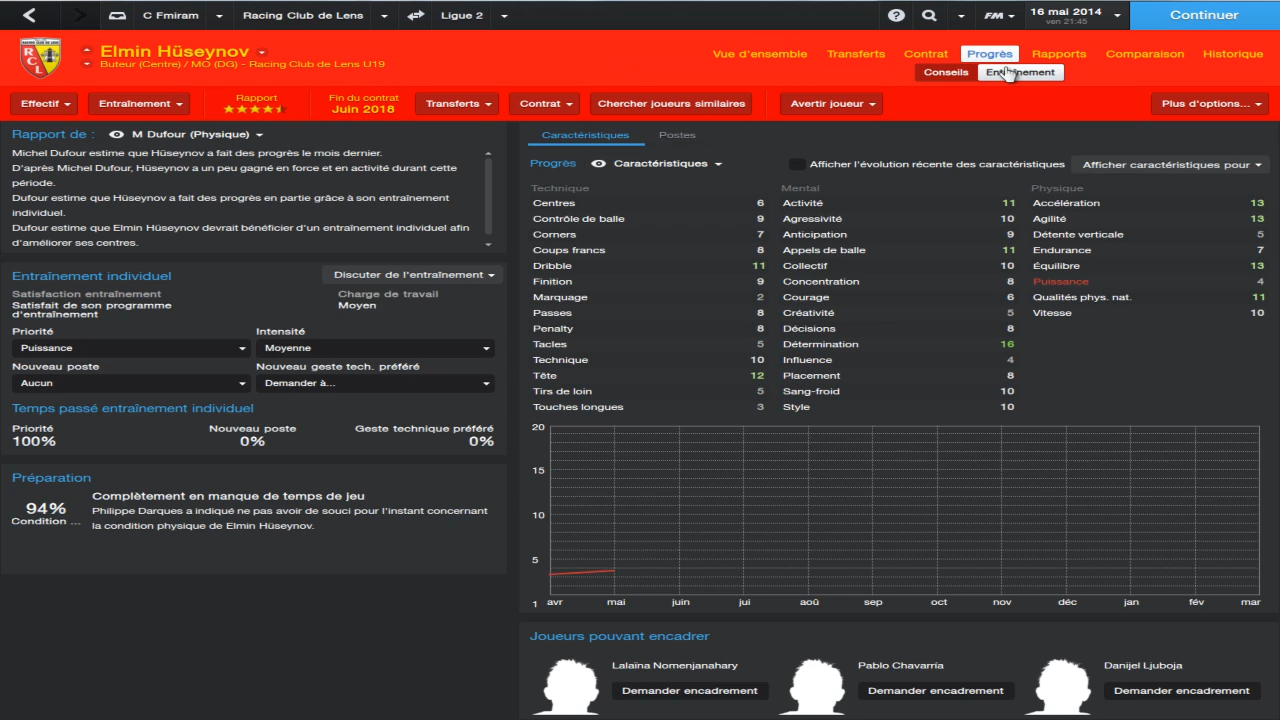 C Fmiram Racing Club de Lens Ligue 2 FM 16 mai 2014 ven 21:45 Continuer
RCL
Elmin Hüseynov
Buteur (Centre) / MO (DG) - Racing Club de Lens U19
Vue d'ensemble Transferts Contrat Progrès Rapports Comparaison Historique
Conseils
Effectif Entraînement Rapport Fin du contrat Juin 2018 Transferts Contrat Chercher joueurs similaires Avertir joueur Plus d'options...
Rapport de : M Dufour (Physique)
Michel Dufour estime que Hüseynov a fait des progrès le mois dernier.
D'après Michel Dufour, Hüseynov a un peu gagné en force et en activité durant cette
période.
Dufour estime que Hüseynov a fait des progrès en partie grâce à son entraînement
individuel.
Dufour estime que Elmin Hüseynov devrait bénéficier d'un entraînement individuel afin
d'améliorer ses centres.
Entraînement individuel Discuter de l'entraînement
Satisfaction entraînement Charge de travail
Satisfait de son programme Moyen
d'entraînement
Priorité Intensité
Puissance Moyenne
Nouveau poste Nouveau geste tech. préféré
Aucun Demander à...
Temps passé entraînement individuel
Priorité Nouveau poste Geste technique préféré
100% 0% 0%
Préparation
94% Complètement en manque de temps de jeu
Condition ... Philippe Darques a indiqué ne pas avoir de souci pour l'instant concernant
la condition physique de Elmin Hüseynov.
Caractéristiques Postes
Progrès Caractéristiques Afficher l'évolution récente des caractéristiques Afficher caractéristiques pour
Technique Mental Physique
Centres 6 Activité 11 Accélération 13
Contrôle de balle 9 Agressivité 10 Agilité 13
Corners 7 Anticipation 9 Détente verticale 5
Coups francs 8 Appels de balle 11 Endurance 7
Dribble 11 Collectif 10 Équilibre 13
Finition 9 Concentration 8 Puissance 4
Marquage 2 Courage 6 Qualités phys. nat. 11
Passes 8 Créativité 5 Vitesse 10
Penalty 8 Décisions 8
Tacles 5 Détermination 16
Technique 10 Influence 4
Tête 12 Placement 8
Tirs de loin 5 Sang-froid 10
Touches longues 3 Style 10
20
15
10
5
1 avr mai juin jui aoû sep oct nov déc jan fév mar
Joueurs pouvant encadrer
Lalaïna Nomenjanahary Pablo Chavarría Danijel Ljuboja
Demander encadrement Demander encadrement Demander encadrement